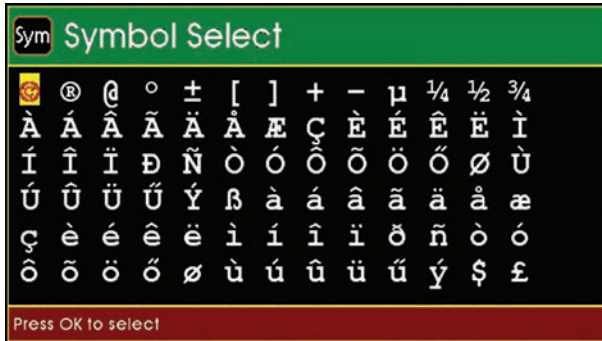 Sym Symbol Select
© ® @ ° ± [ ] + - µ ¼ ½ ¾
À Á Â Ã Ä Å Æ Ç È É Ê Ë Ì
Í Î Ï Ð Ñ Ò Ó Ô Õ Ö Ő Ø Ù
Ú Û Ü Ű Ý ß à á â ã ä å æ
ç è é ê ë ì í î ï ð ñ ò ó
ô õ ö ő ø ù ú û ü ű ý $ £
Press OK to select